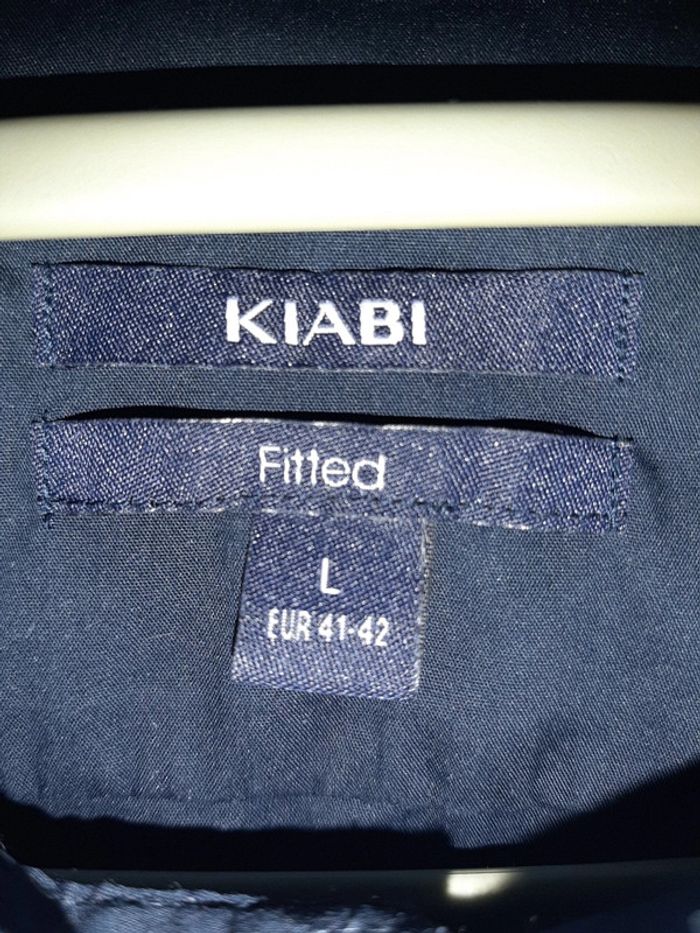 KIABI
Fitted
L
EUR 41-42